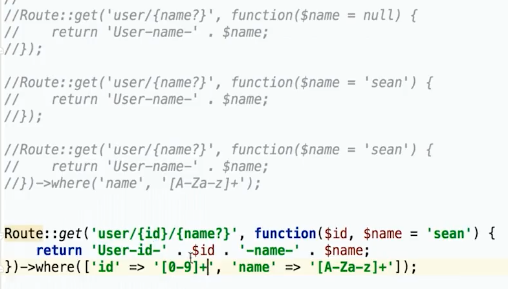 //Route::get('user/{name?}', function($name = null) {
//    return 'User-name-' . $name;
//});
//Route::get('user/{name?}', function($name = 'sean') {
//    return 'User-name-' . $name;
//});
//Route::get('user/{name?}', function($name = 'sean') {
//    return 'User-name-' . $name;
//})->where('name', '[A-Za-z]+');
Route::get('user/{id}/{name?}', function($id, $name = 'sean') {
    return 'User-id-' . $id . '-name-' . $name;
})->where(['id' => '[0-9]+', 'name' => '[A-Za-z]+']);